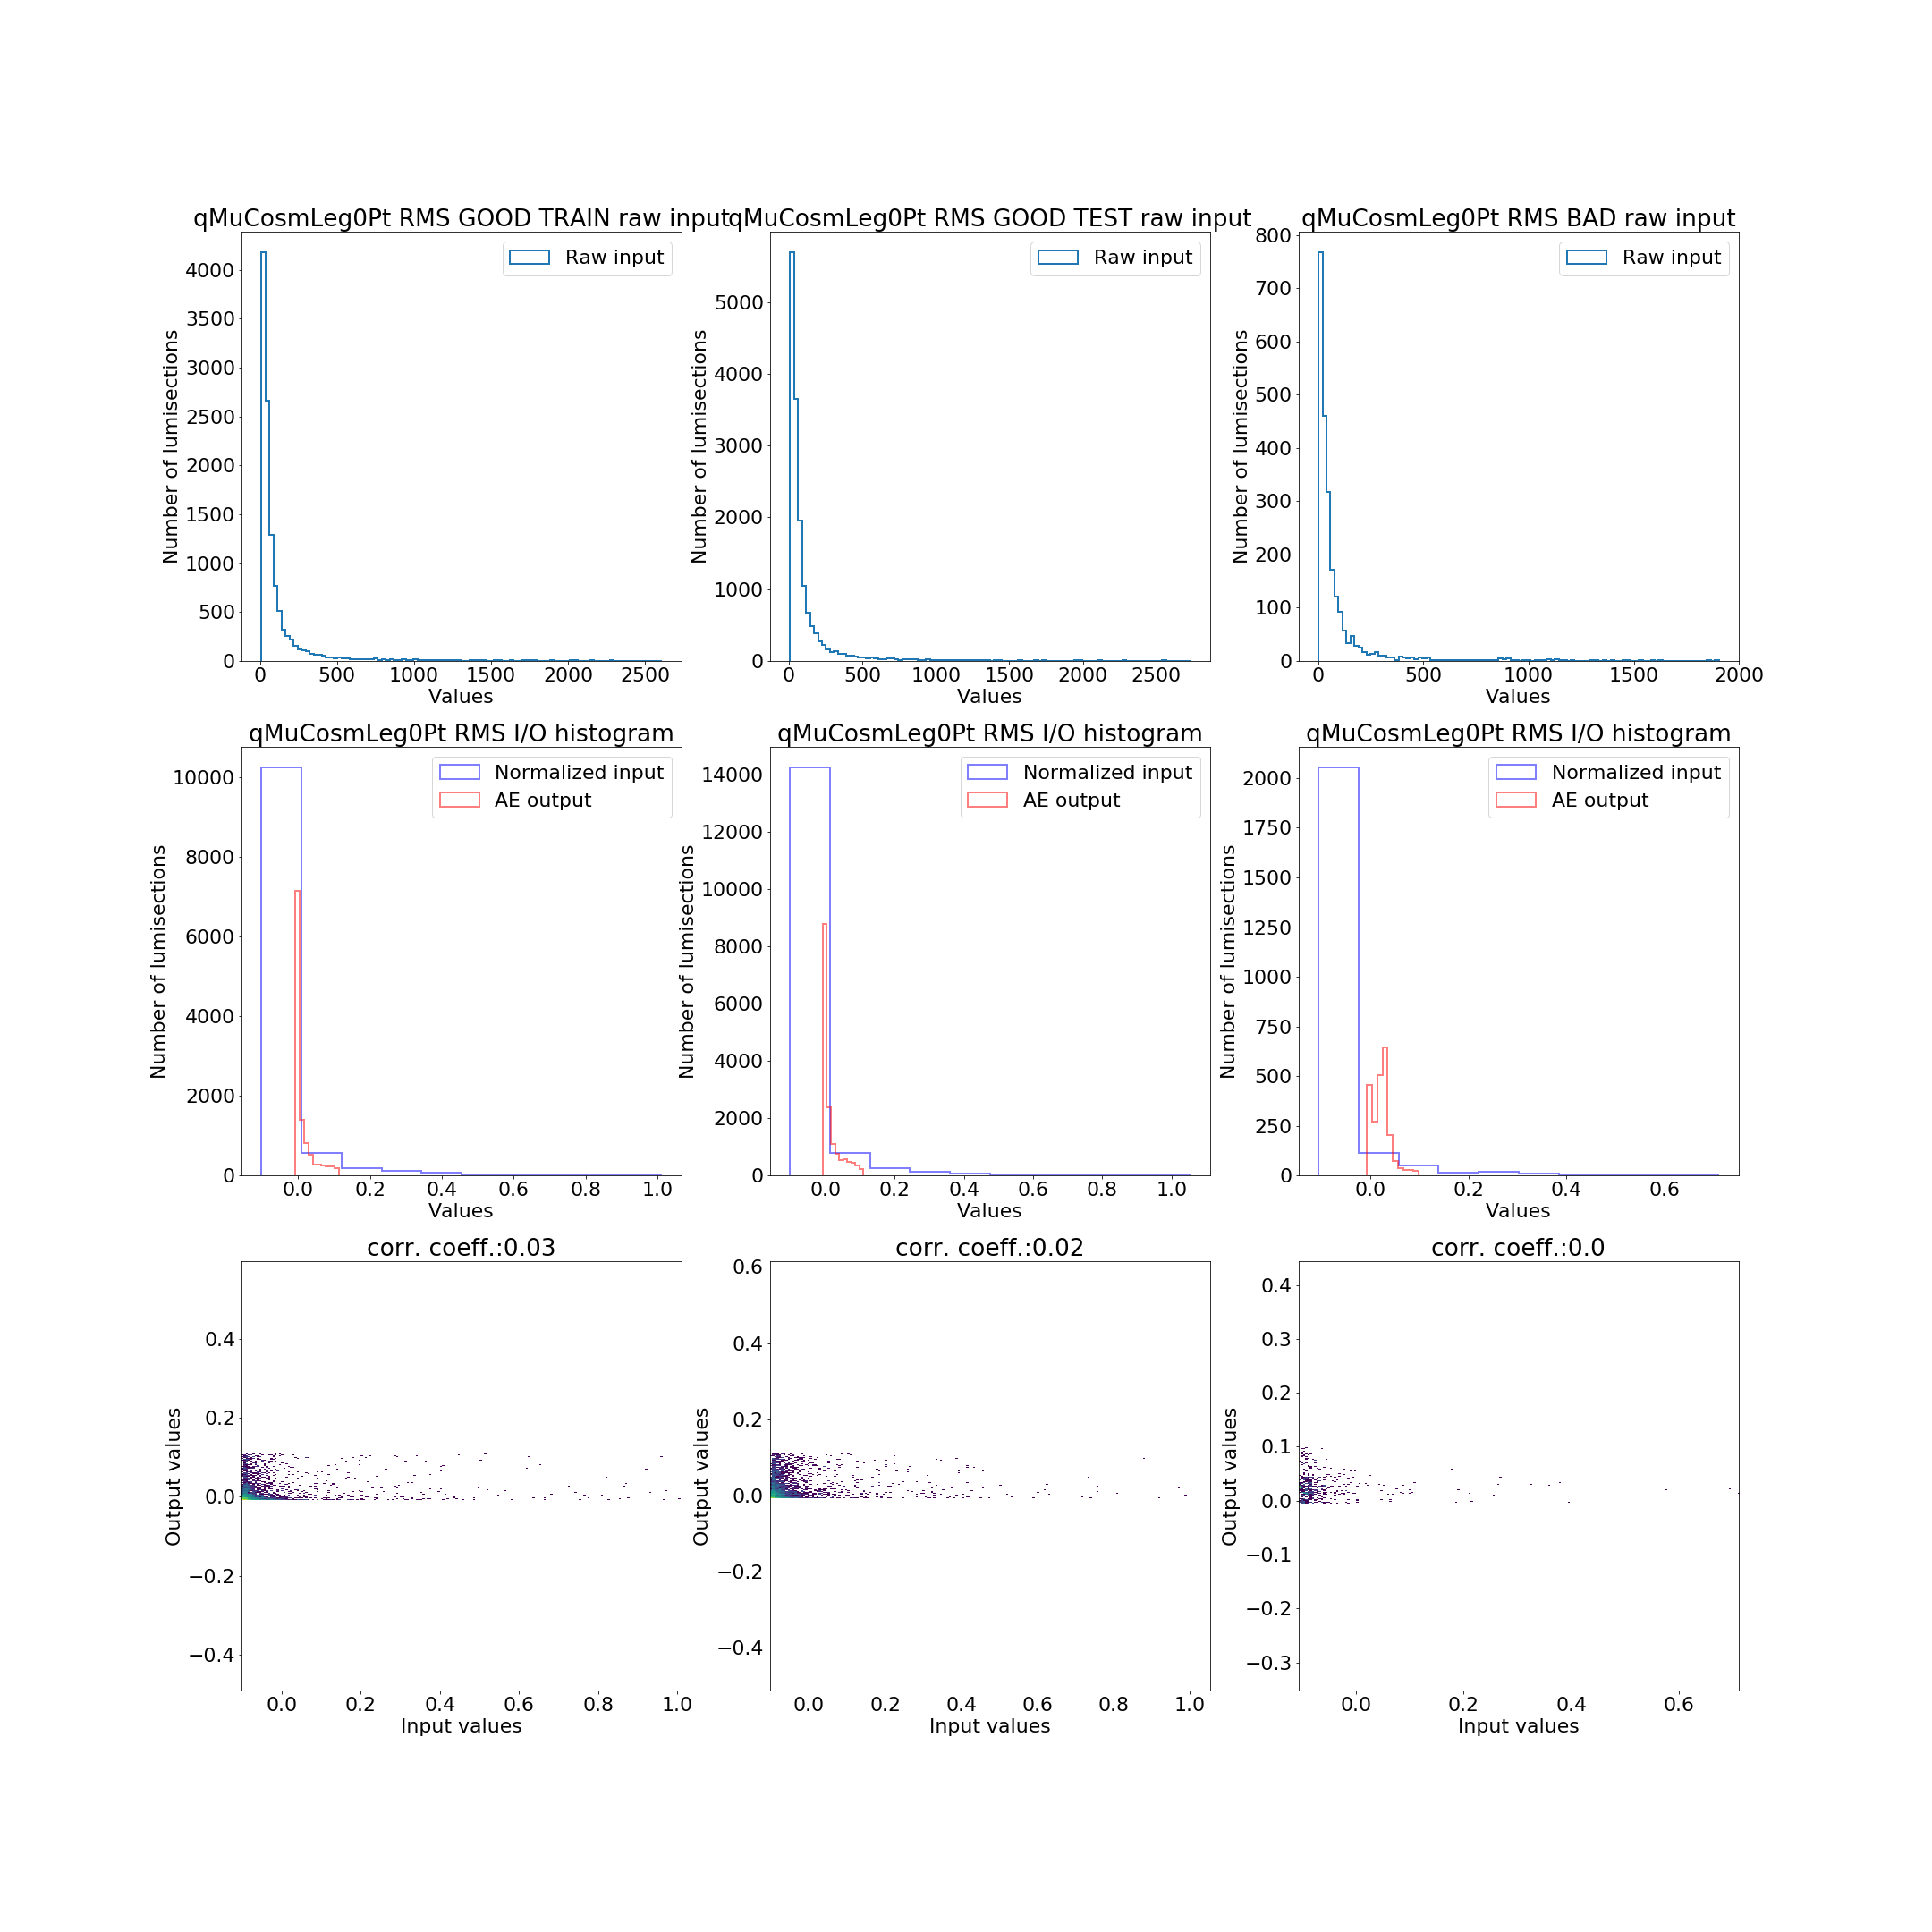 qMuCosmLeg0Pt RMS GOOD TRAIN raw input
Number of lumisections
4000
3500
3000
2500
2000
1500
1000
500
0
Raw input
0 500 1000 1500 2000 2500
Values
qMuCosmLeg0Pt RMS GOOD TEST raw input
Number of lumisections
5000
4000
3000
2000
1000
0
Raw input
0 500 1000 1500 2000 2500
Values
qMuCosmLeg0Pt RMS BAD raw input
Number of lumisections
800
700
600
500
400
300
200
100
0
Raw input
0 500 1000 1500 2000
Values
qMuCosmLeg0Pt RMS I/O histogram
Number of lumisections
10000
8000
6000
4000
2000
0
Normalized input
AE output
0.0 0.2 0.4 0.6 0.8 1.0
Values
qMuCosmLeg0Pt RMS I/O histogram
Number of lumisections
14000
12000
10000
8000
6000
4000
2000
0
Normalized input
AE output
0.0 0.2 0.4 0.6 0.8 1.0
Values
qMuCosmLeg0Pt RMS I/O histogram
Number of lumisections
2000
1750
1500
1250
1000
750
500
250
0
Normalized input
AE output
0.0 0.2 0.4 0.6
Values
corr. coeff.:0.03
Output values
0.4
0.2
0.0
−0.2
−0.4
0.0 0.2 0.4 0.6 0.8 1.0
Input values
corr. coeff.:0.02
Output values
0.6
0.4
0.2
0.0
−0.2
−0.4
0.0 0.2 0.4 0.6 0.8 1.0
Input values
corr. coeff.:0.0
Output values
0.4
0.3
0.2
0.1
0.0
−0.1
−0.2
−0.3
0.0 0.2 0.4 0.6
Input values